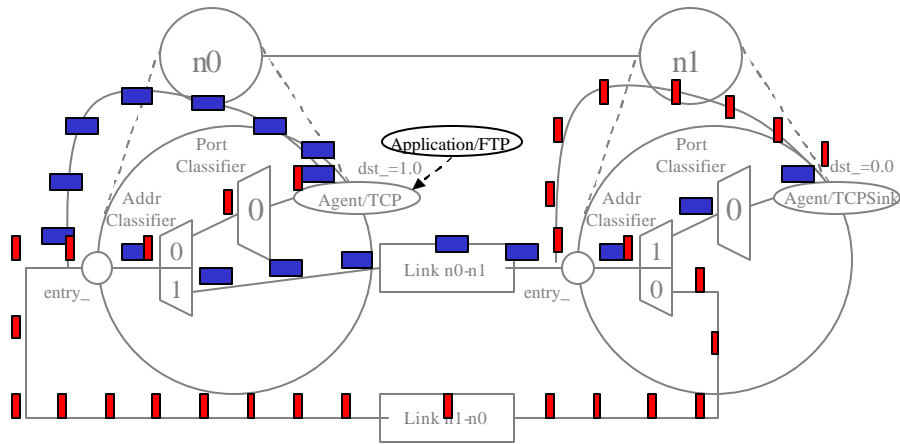 n0
n1
Port
Classifier
Application/FTP
Port
Classifier
dst_=1.0
dst_=0.0
Addr
Classifier
0
Agent/TCP
Addr
Classifier
0
Agent/TCPSink
0
1
Link n0-n1
1
0
entry_
entry_
Link n1-n0